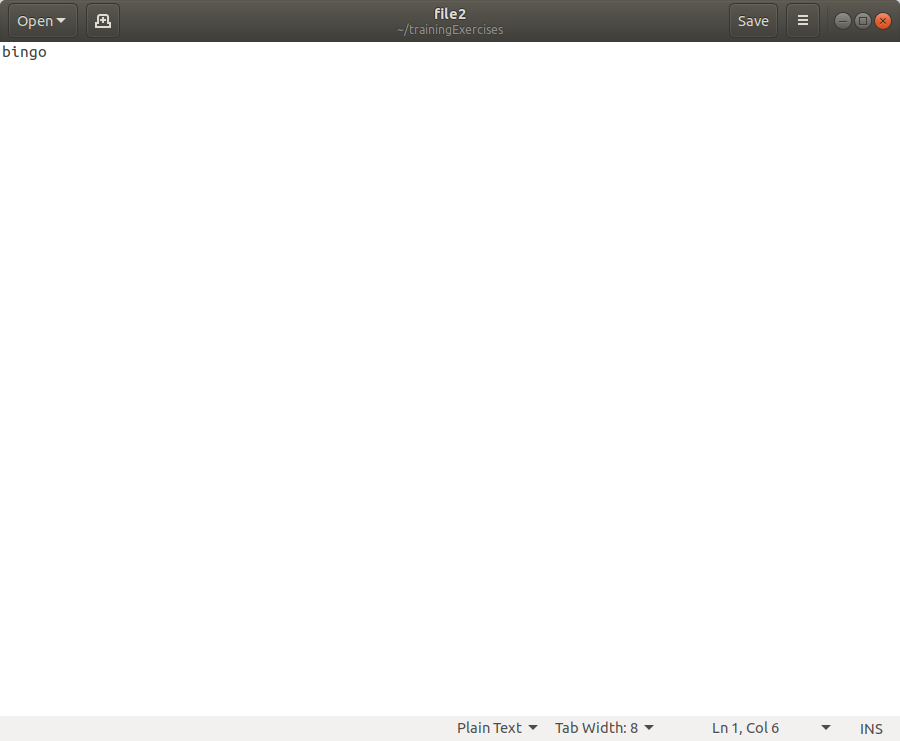 Open file2 Save
~/trainingExercises
bingo
Plain Text Tab Width: 8 Ln 1, Col 6 INS